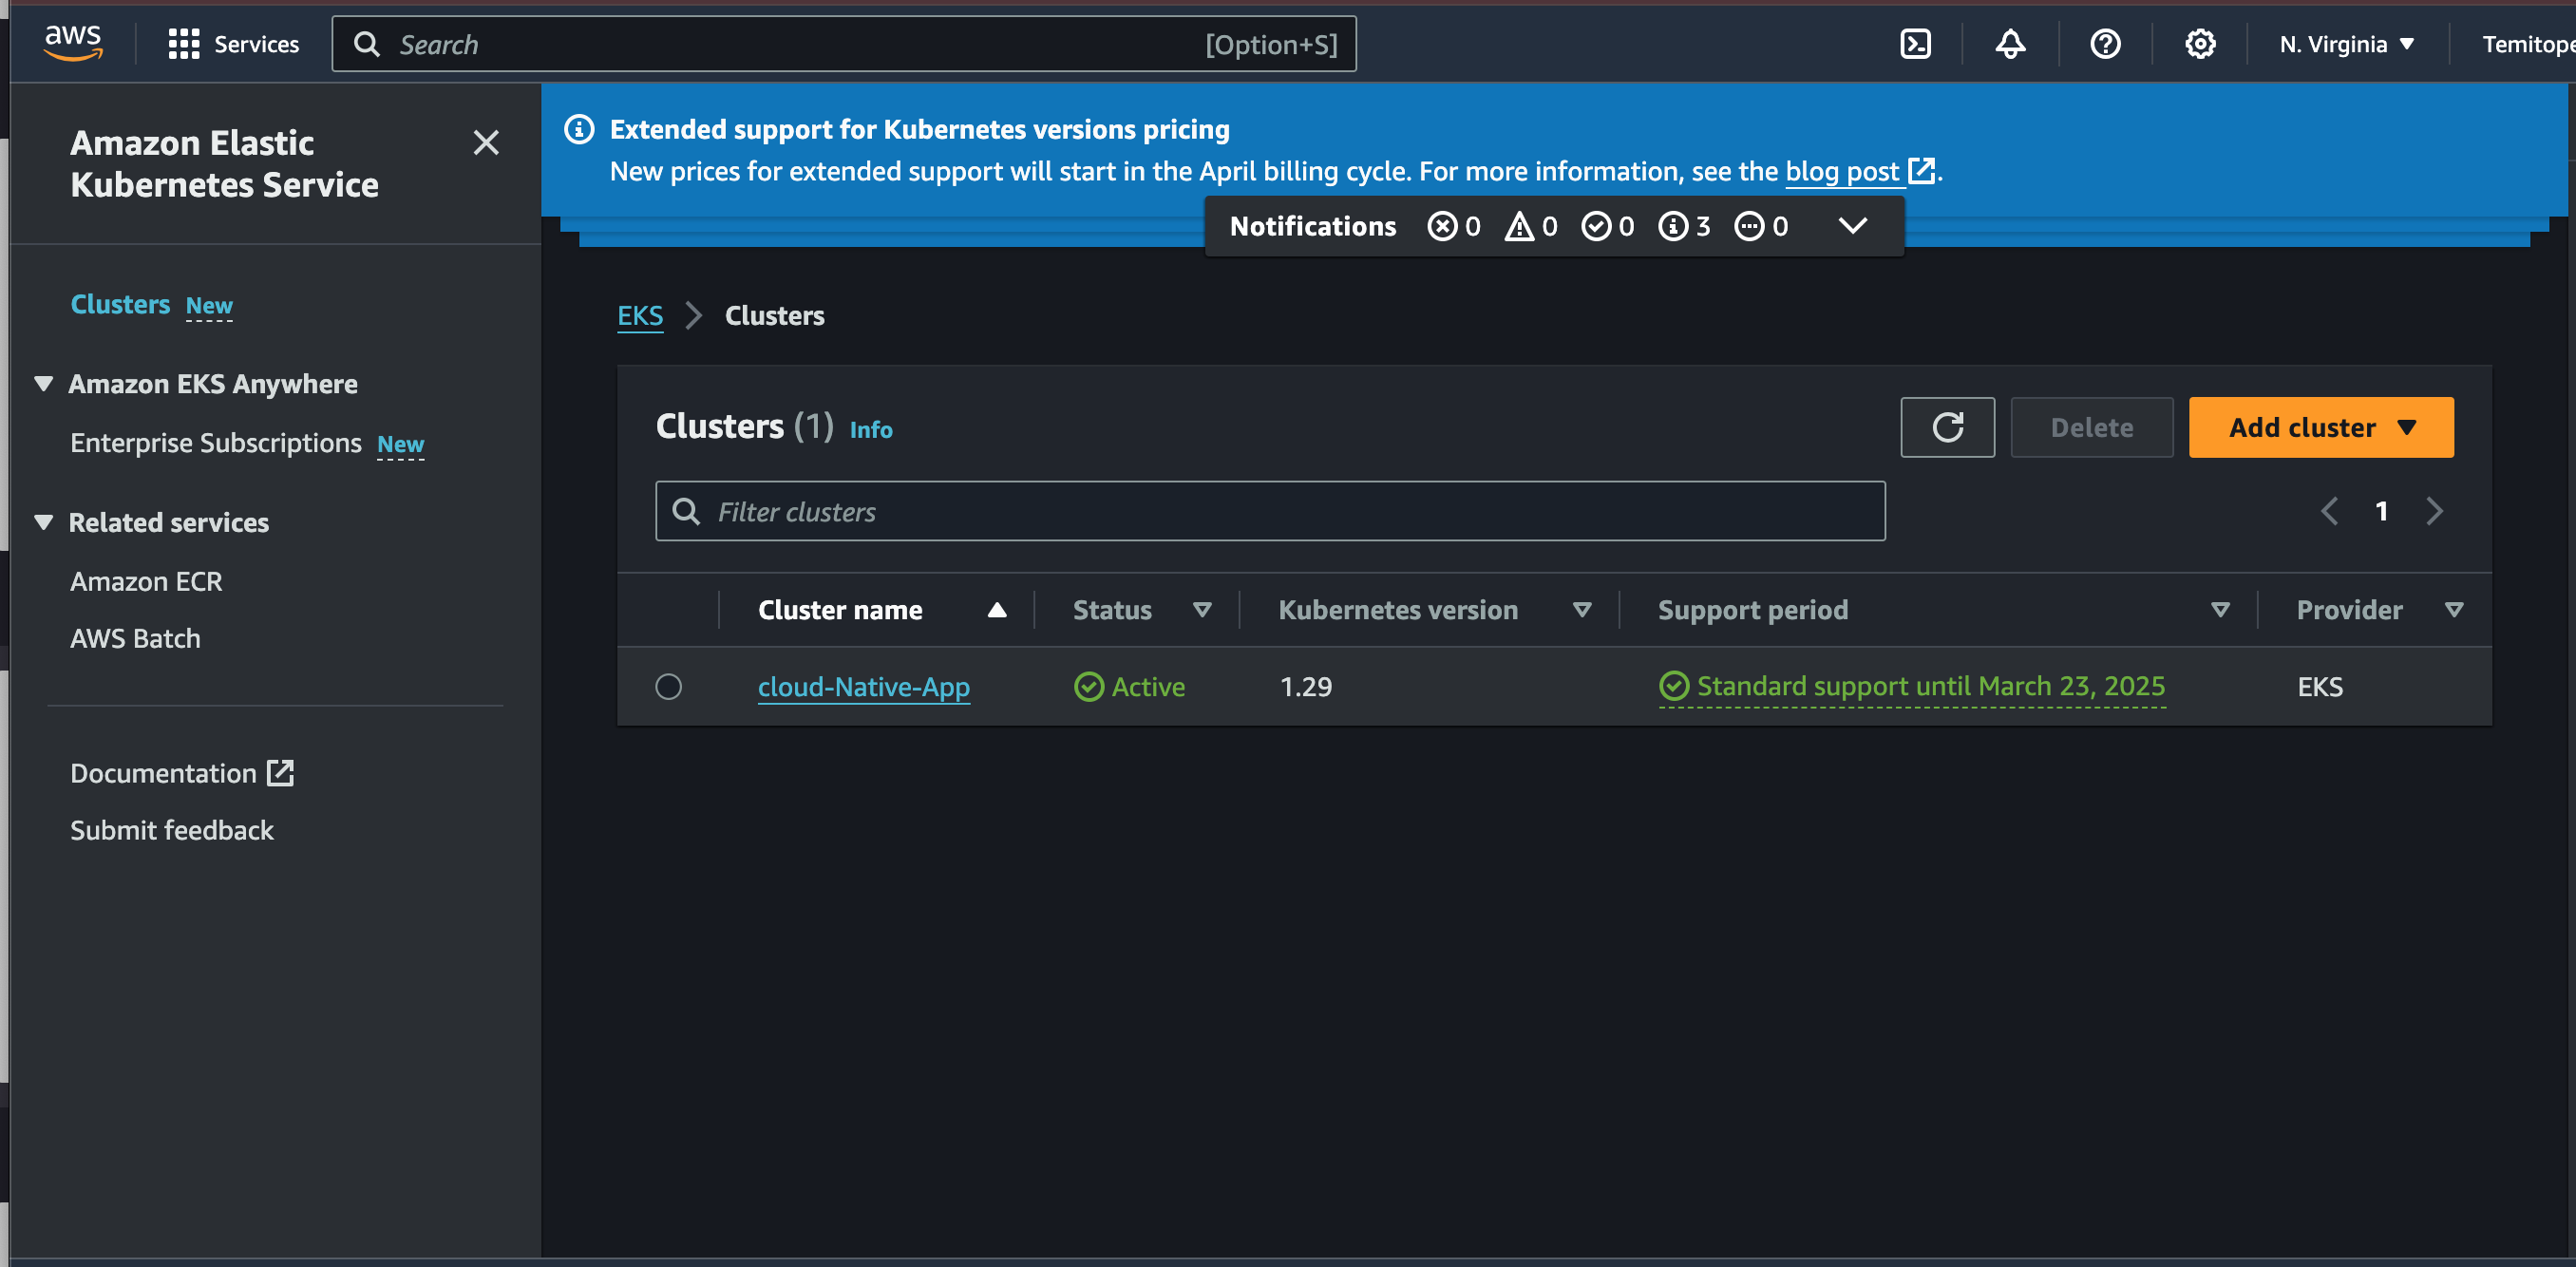 aws
Services
Search [Option+S]
N. Virginia
Temitope
Amazon Elastic
Kubernetes Service
Clusters New
Amazon EKS Anywhere
Enterprise Subscriptions New
Related services
Amazon ECR
AWS Batch
Documentation
Submit feedback
Extended support for Kubernetes versions pricing
New prices for extended support will start in the April billing cycle. For more information, see the blog post .
Notifications 0 0 0 3 0
EKS Clusters
Clusters (1) Info
Delete
Add cluster
Filter clusters
1
Cluster name Status Kubernetes version Support period Provider
cloud-Native-App Active 1.29 Standard support until March 23, 2025 EKS